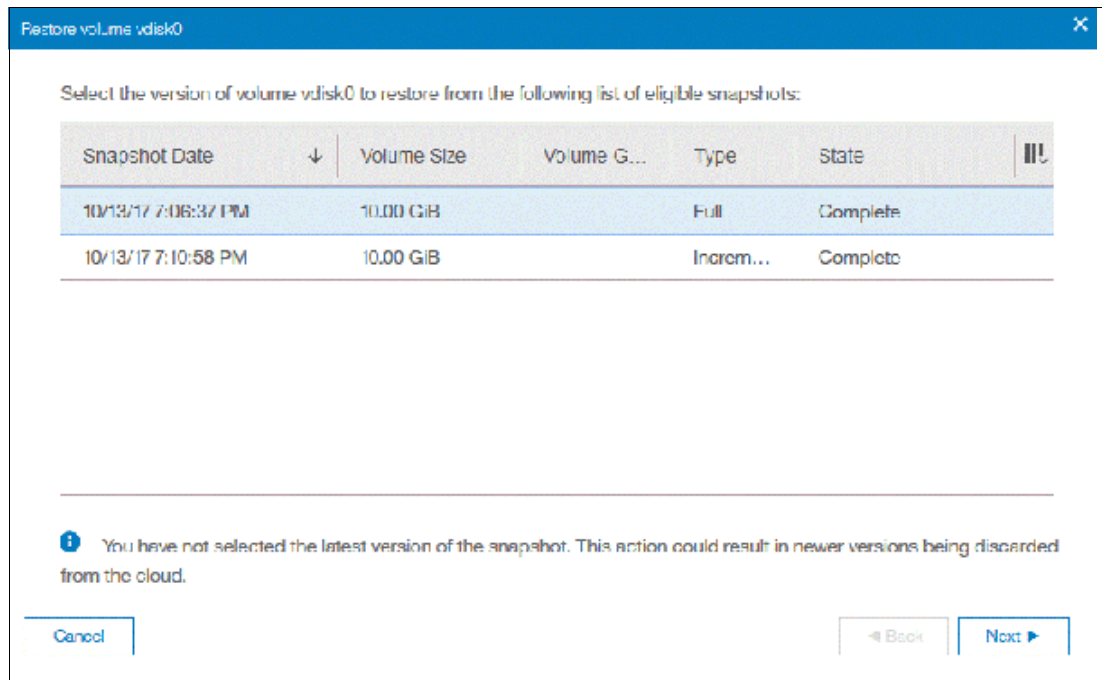 Restore volume vdisk0
Select the version of volume vdisk0 to restore from the following list of eligible snapshots:
Snapshot Date Volume Size Volume G... Type State
10/13/17 7:06:37 PM 10.00 GiB Full Complete
10/13/17 7:10:58 PM 10.00 GiB Increm... Complete
You have not selected the latest version of the snapshot. This action could result in newer versions being discarded
from the cloud.
Cancel Back Next